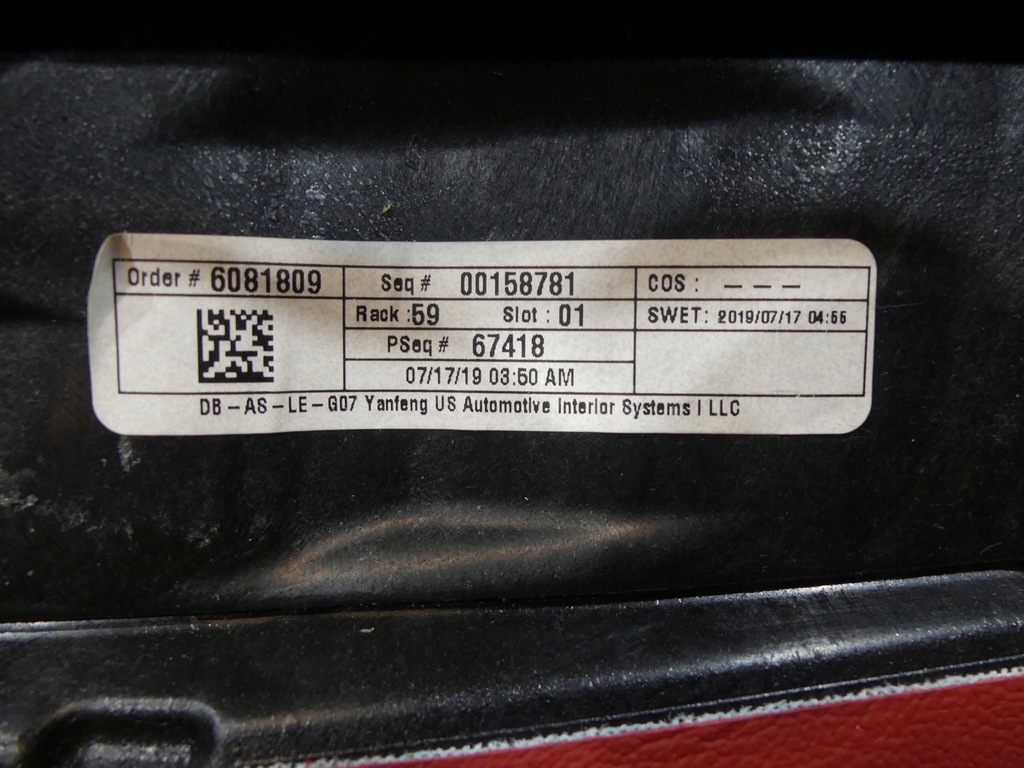 Order # 6081809 Seq # 00158781 COS : - - -
Rack : 59 Slot : 01 SWET: 2019/07/17 04:55
PSeq # 67418
07/17/19 03:50 AM
DB - AS - LE - G07 Yanfeng US Automotive Interior Systems I LLC